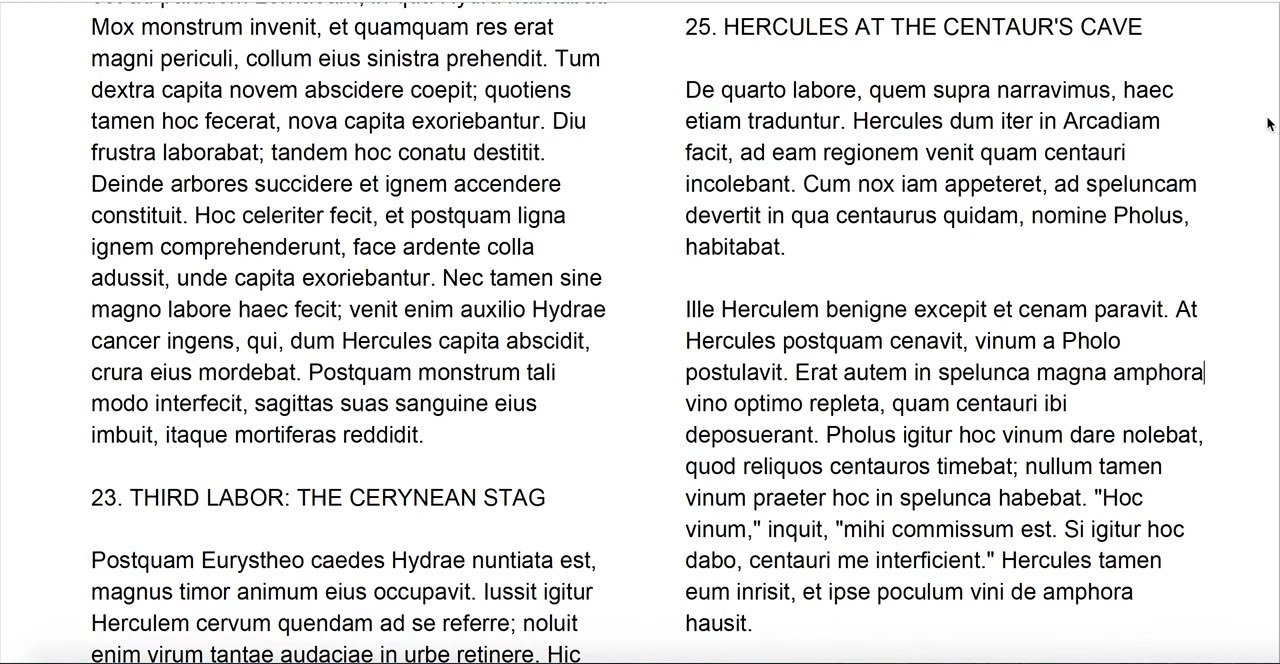 Mox monstrum invenit, et quamquam res erat
magni periculi, collum eius sinistra prehendit. Tum
dextra capita novem abscidere coepit; quotiens
tamen hoc fecerat, nova capita exoriebantur. Diu
frustra laborabat; tandem hoc conatu destitit.
Deinde arbores succidere et ignem accendere
constituit. Hoc celeriter fecit, et postquam ligna
ignem comprehenderunt, face ardente colla
adussit, unde capita exoriebantur. Nec tamen sine
magno labore haec fecit; venit enim auxilio Hydrae
cancer ingens, qui, dum Hercules capita abscidit,
crura eius mordebat. Postquam monstrum tali
modo interfecit, sagittas suas sanguine eius
imbuit, itaque mortiferas reddidit.
23. THIRD LABOR: THE CERYNEAN STAG
Postquam Eurystheo caedes Hydrae nuntiata est,
magnus timor animum eius occupavit. Iussit igitur
Herculem cervum quendam ad se referre; noluit
enim virum tantae audaciae in urbe retinere. Hic
25. HERCULES AT THE CENTAUR'S CAVE
De quarto labore, quem supra narravimus, haec
etiam traduntur. Hercules dum iter in Arcadiam
facit, ad eam regionem venit quam centauri
incolebant. Cum nox iam appeteret, ad speluncam
devertit in qua centaurus quidam, nomine Pholus,
habitabat.
Ille Herculem benigne excepit et cenam paravit. At
Hercules postquam cenavit, vinum a Pholo
postulavit. Erat autem in spelunca magna amphora
vino optimo repleta, quam centauri ibi
deposuerant. Pholus igitur hoc vinum dare nolebat,
quod reliquos centauros timebat; nullum tamen
vinum praeter hoc in spelunca habebat. "Hoc
vinum," inquit, "mihi commissum est. Si igitur hoc
dabo, centauri me interficient." Hercules tamen
eum inrisit, et ipse poculum vini de amphora
hausit.